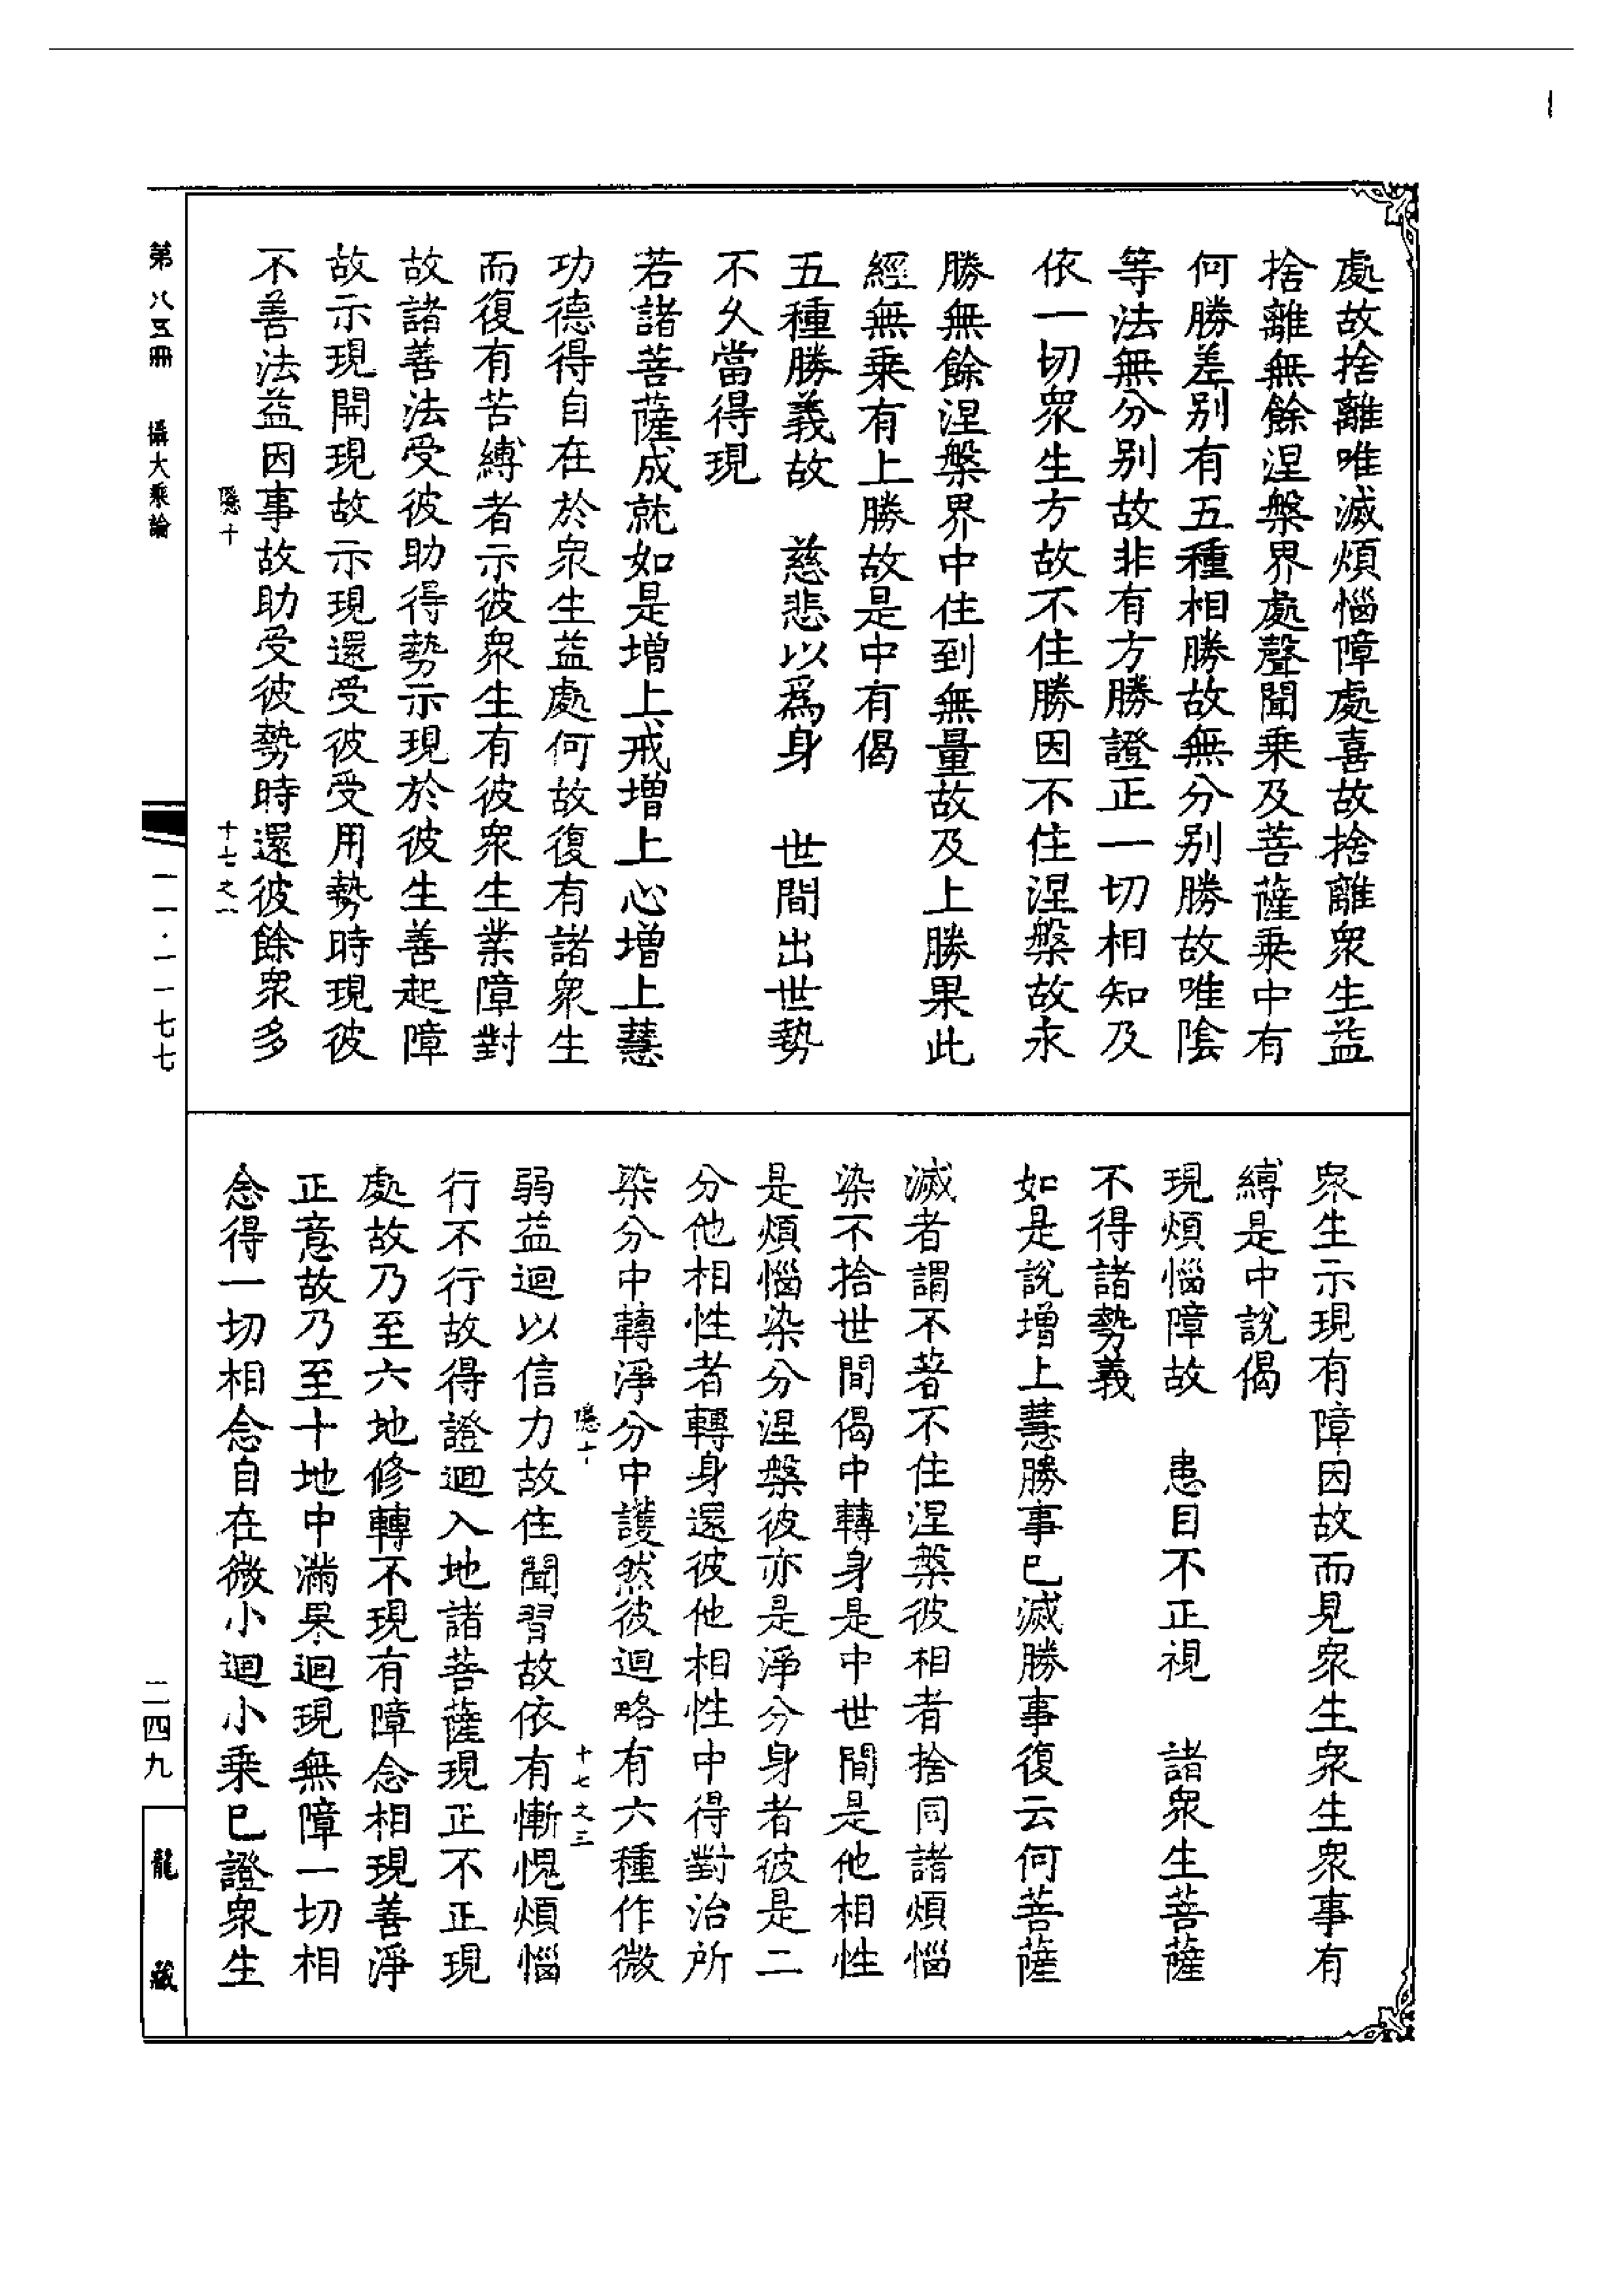 處故捨離唯滅煩惱障處喜故捨離衆生益
捨離無餘涅槃界處聲聞乘及菩薩乘中有
何勝差别有五種相勝故無分别勝故唯陰
等法無分别故非有方勝證正一切相知及
依一切衆生方故不住勝因不住涅槃故永
勝無餘涅槃界中住到無量故及上勝果此
經無乘有上勝故是中有偈
五種勝義故　慈悲以爲身　世間出世勢
不久當得現
若諸菩薩成就如是增上戒增上心增上慧
功德得自在於衆生益處何故復有諸衆生
而復有苦縛者示彼衆生有彼衆生業障對
故諸善法受彼助得勢示現於彼生善起障
故示現開現故示現還受彼受用勢時現彼
不善法益因事故助受彼勢時還彼餘衆多
隱十　十七之一
衆生示現有障因故而見衆生衆生衆事有
縛是中說偈
現煩惱障故　患目不正視　諸衆生菩薩
不得諸勢義
如是說增上慧勝事已滅勝事復云何菩薩
滅者謂不著不住涅槃彼相者捨同諸煩惱
染不捨世間偈中轉身是中世間是他相性
是煩惱染分涅槃彼亦是淨分身者彼是二
分他相性者轉身還彼他相性中得對治所
染分中轉淨分中護然彼迴略有六種作微
隱十　十七之三
弱益迴以信力故住聞習故依有慚愧煩惱
行不行故得證迴入地諸菩薩現正不正現
處故乃至六地修轉不現有障念相現善淨
正意故乃至十地中滿果迴現無障一切相
念得一切相念自在微小迴小乘已證衆生
第八五冊　攝大乘論　一一·一一七七　二四九
龍藏